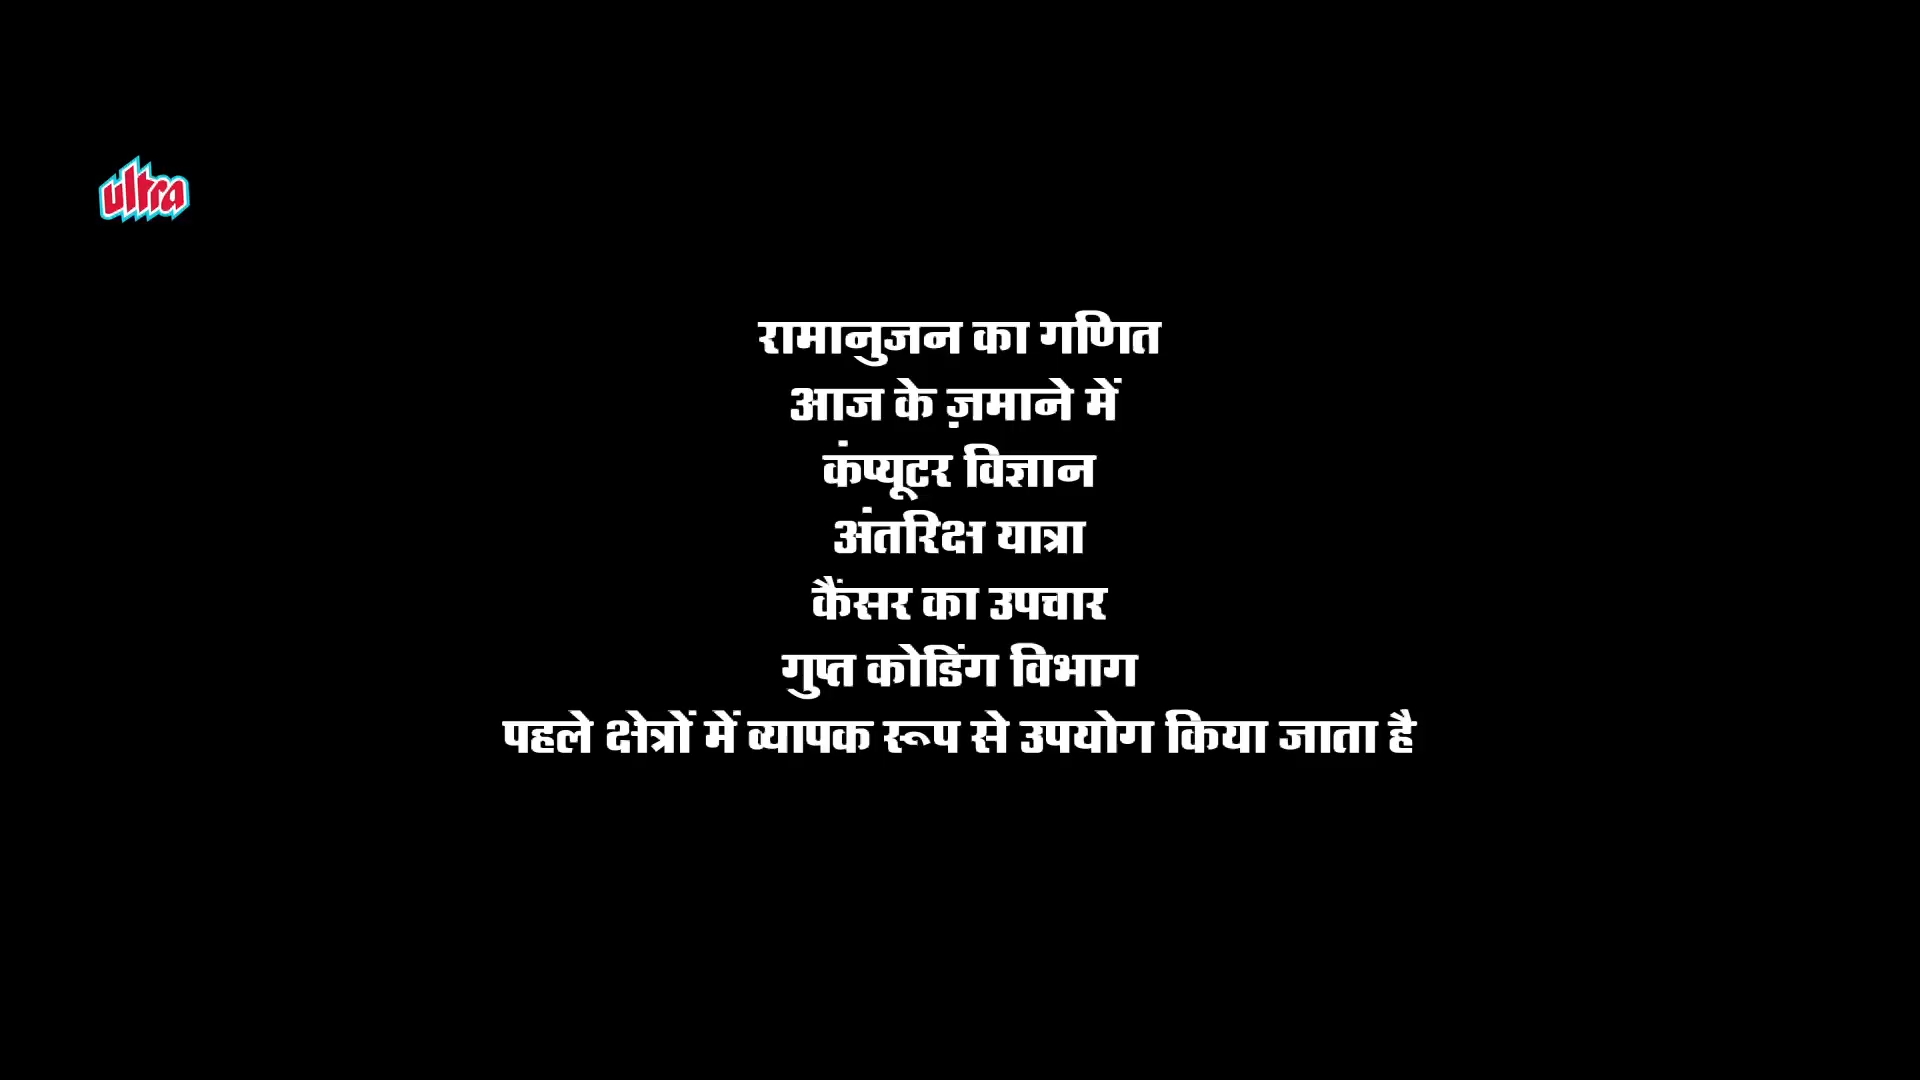 ultra
रामानुजन का गणित
आज के ज़माने में
कंप्यूटर विज्ञान
अंतरिक्ष यात्रा
कैंसर का उपचार
गुप्त कोडिंग विभाग
पहले क्षेत्रों में व्यापक रूप से उपयोग किया जाता है